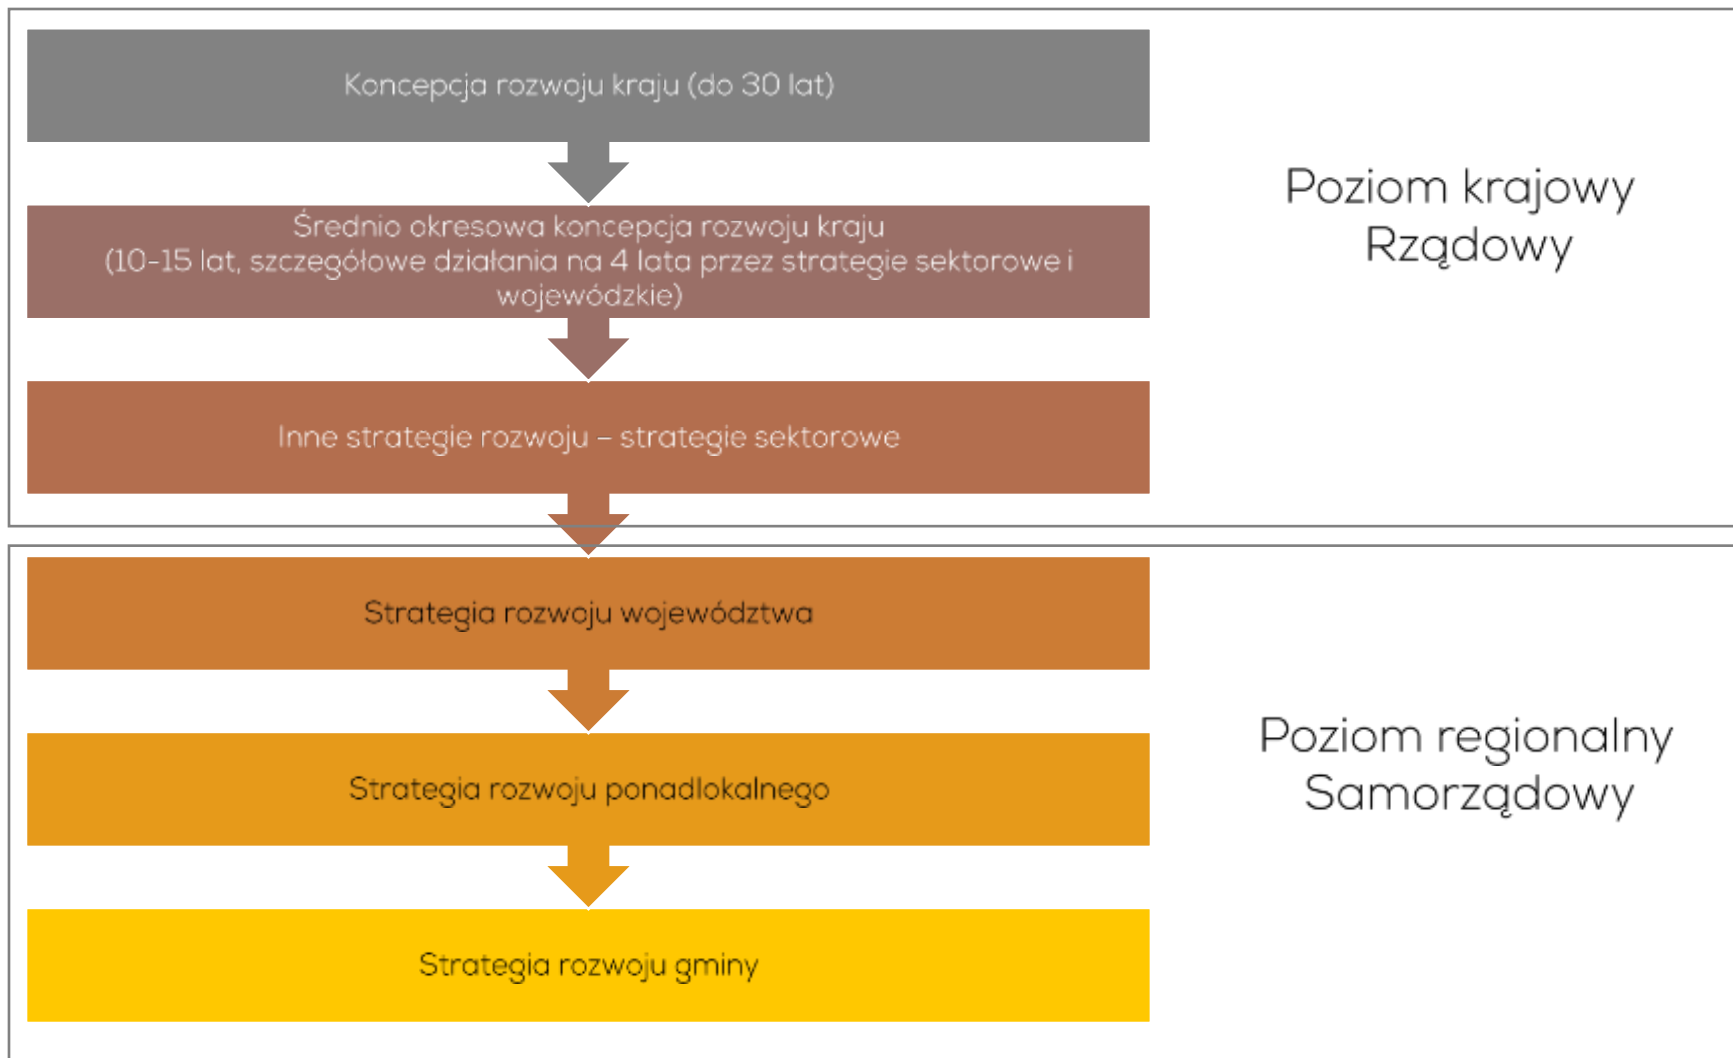 Koncepcja rozwoju kraju (do 30 lat)
Średnio okresowa koncepcja rozwoju kraju
(10-15 lat, szczegółowe działania na 4 lata przez strategie sektorowe i
wojewódzkie)
Inne strategie rozwoju – strategie sektorowe
Poziom krajowy
Rządowy
Strategia rozwoju województwa
Strategia rozwoju ponadlokalnego
Strategia rozwoju gminy
Poziom regionalny
Samorządowy